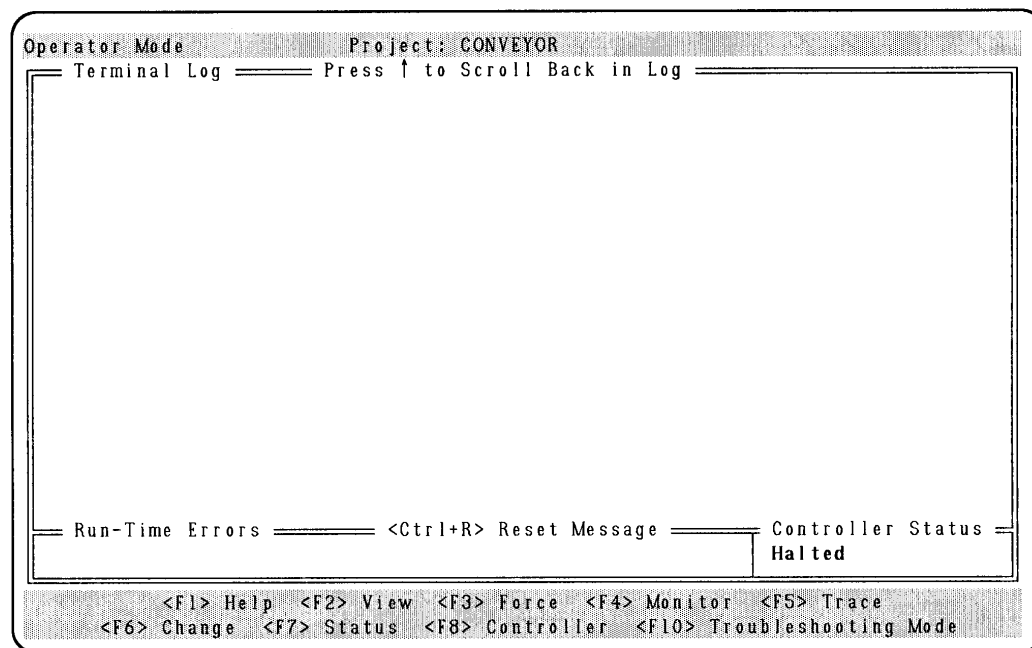 Operator Mode Project: CONVEYOR
Terminal Log Press ↑ to Scroll Back in Log
Run-Time Errors <Ctrl+R> Reset Message Controller Status
Halted
<F1> Help <F2> View <F3> Force <F4> Monitor <F5> Trace
<F6> Change <F7> Status <F8> Controller <F10> Troubleshooting Mode